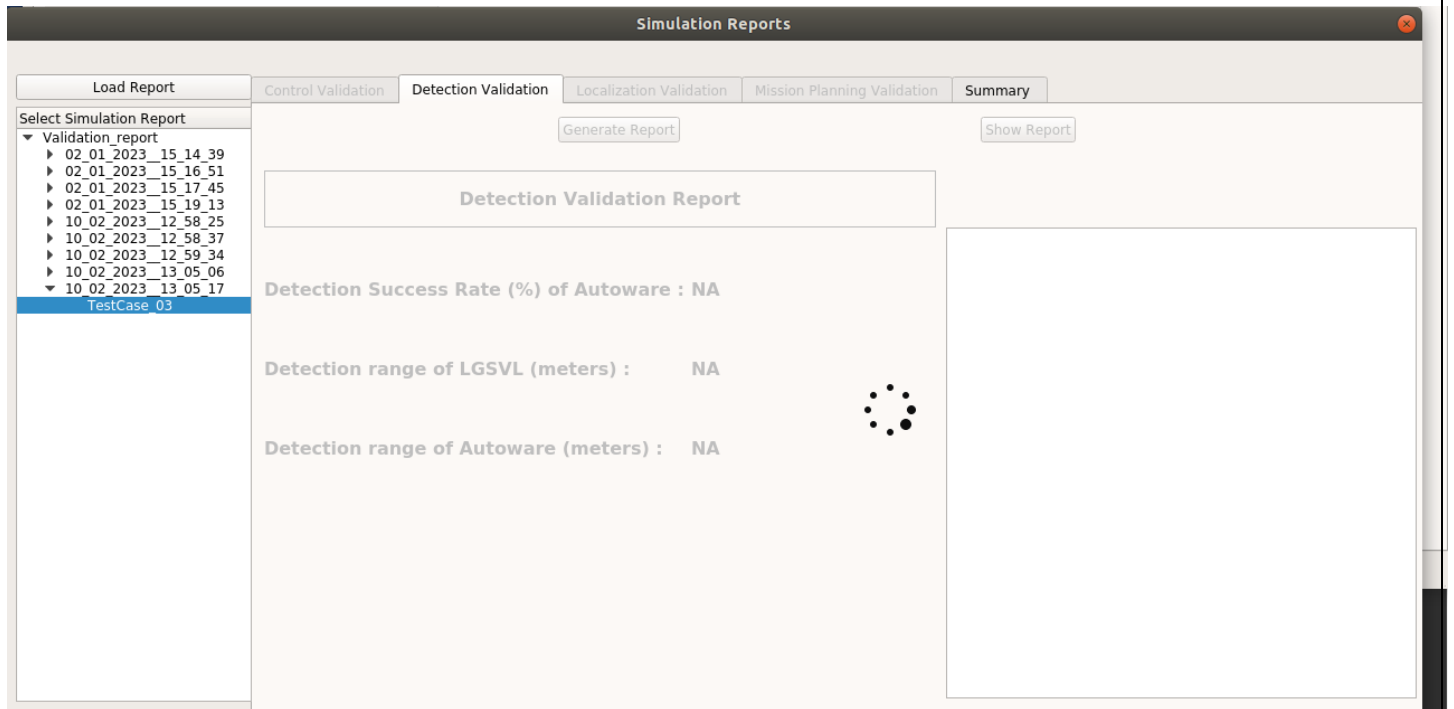 Simulation Reports
Load Report
Control Validation
Detection Validation
Localization Validation
Mission Planning Validation
Summary
Select Simulation Report
Validation_report
02_01_2023__15_14_39
02_01_2023__15_16_51
02_01_2023__15_17_45
02_01_2023__15_19_13
10_02_2023__12_58_25
10_02_2023__12_58_37
10_02_2023__12_59_34
10_02_2023__13_05_06
10_02_2023__13_05_17
TestCase_03
Generate Report
Show Report
Detection Validation Report
Detection Success Rate (%) of Autoware : NA
Detection range of LGSVL (meters) : NA
Detection range of Autoware (meters) : NA